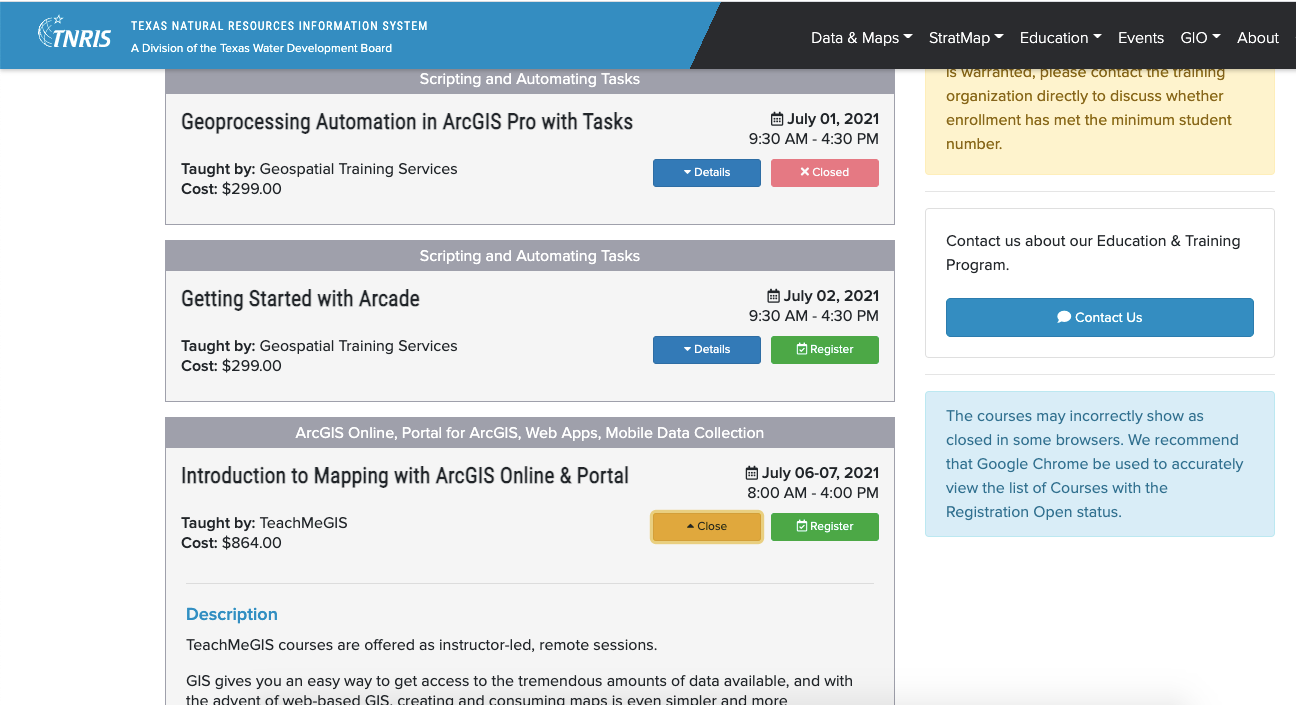 TNRIS
TEXAS NATURAL RESOURCES INFORMATION SYSTEM
A Division of the Texas Water Development Board
Data & Maps StratMap Education Events GIO About
Scripting and Automating Tasks
Geoprocessing Automation in ArcGIS Pro with Tasks
July 01, 2021
9:30 AM - 4:30 PM
Taught by: Geospatial Training Services
Cost: $299.00
Details
Closed
Scripting and Automating Tasks
Getting Started with Arcade
July 02, 2021
9:30 AM - 4:30 PM
Taught by: Geospatial Training Services
Cost: $299.00
Details
Register
ArcGIS Online, Portal for ArcGIS, Web Apps, Mobile Data Collection
Introduction to Mapping with ArcGIS Online & Portal
July 06-07, 2021
8:00 AM - 4:00 PM
Taught by: TeachMeGIS
Cost: $864.00
Close
Register
Description
TeachMeGIS courses are offered as instructor-led, remote sessions.
GIS gives you an easy way to get access to the tremendous amounts of data available, and with
the advent of web-based GIS, creating and consuming maps is even simpler and more
is warranted, please contact the training
organization directly to discuss whether
enrollment has met the minimum student
number.
Contact us about our Education & Training
Program.
Contact Us
The courses may incorrectly show as
closed in some browsers. We recommend
that Google Chrome be used to accurately
view the list of Courses with the
Registration Open status.